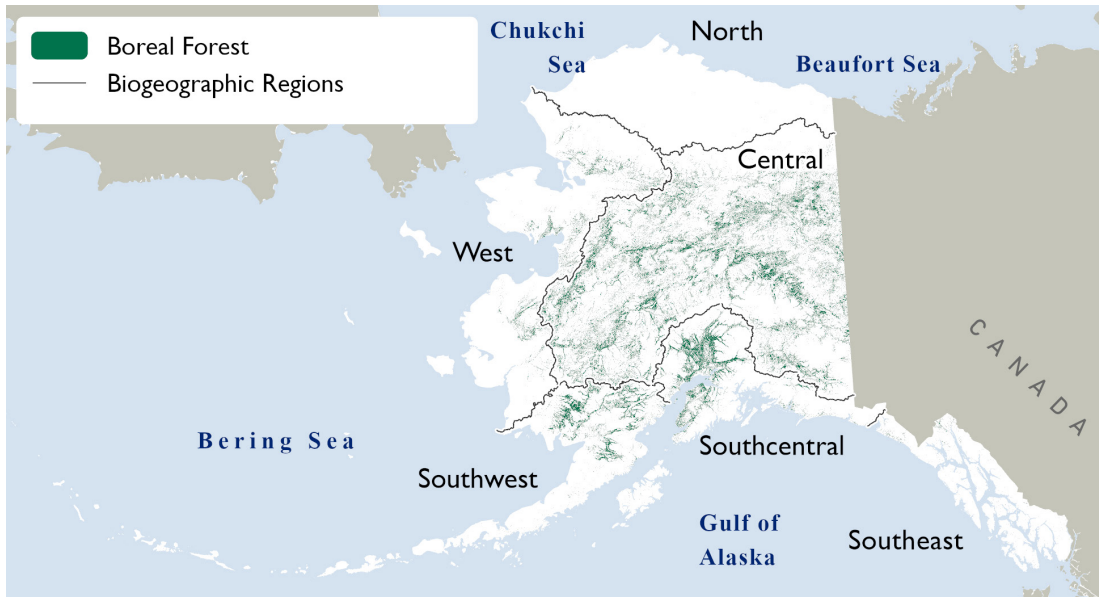 Boreal Forest
Biogeographic Regions
Chukchi
Sea
North
Beaufort Sea
Central
West
CANADA
Bering Sea
Southwest
Southcentral
Gulf of
Alaska
Southeast